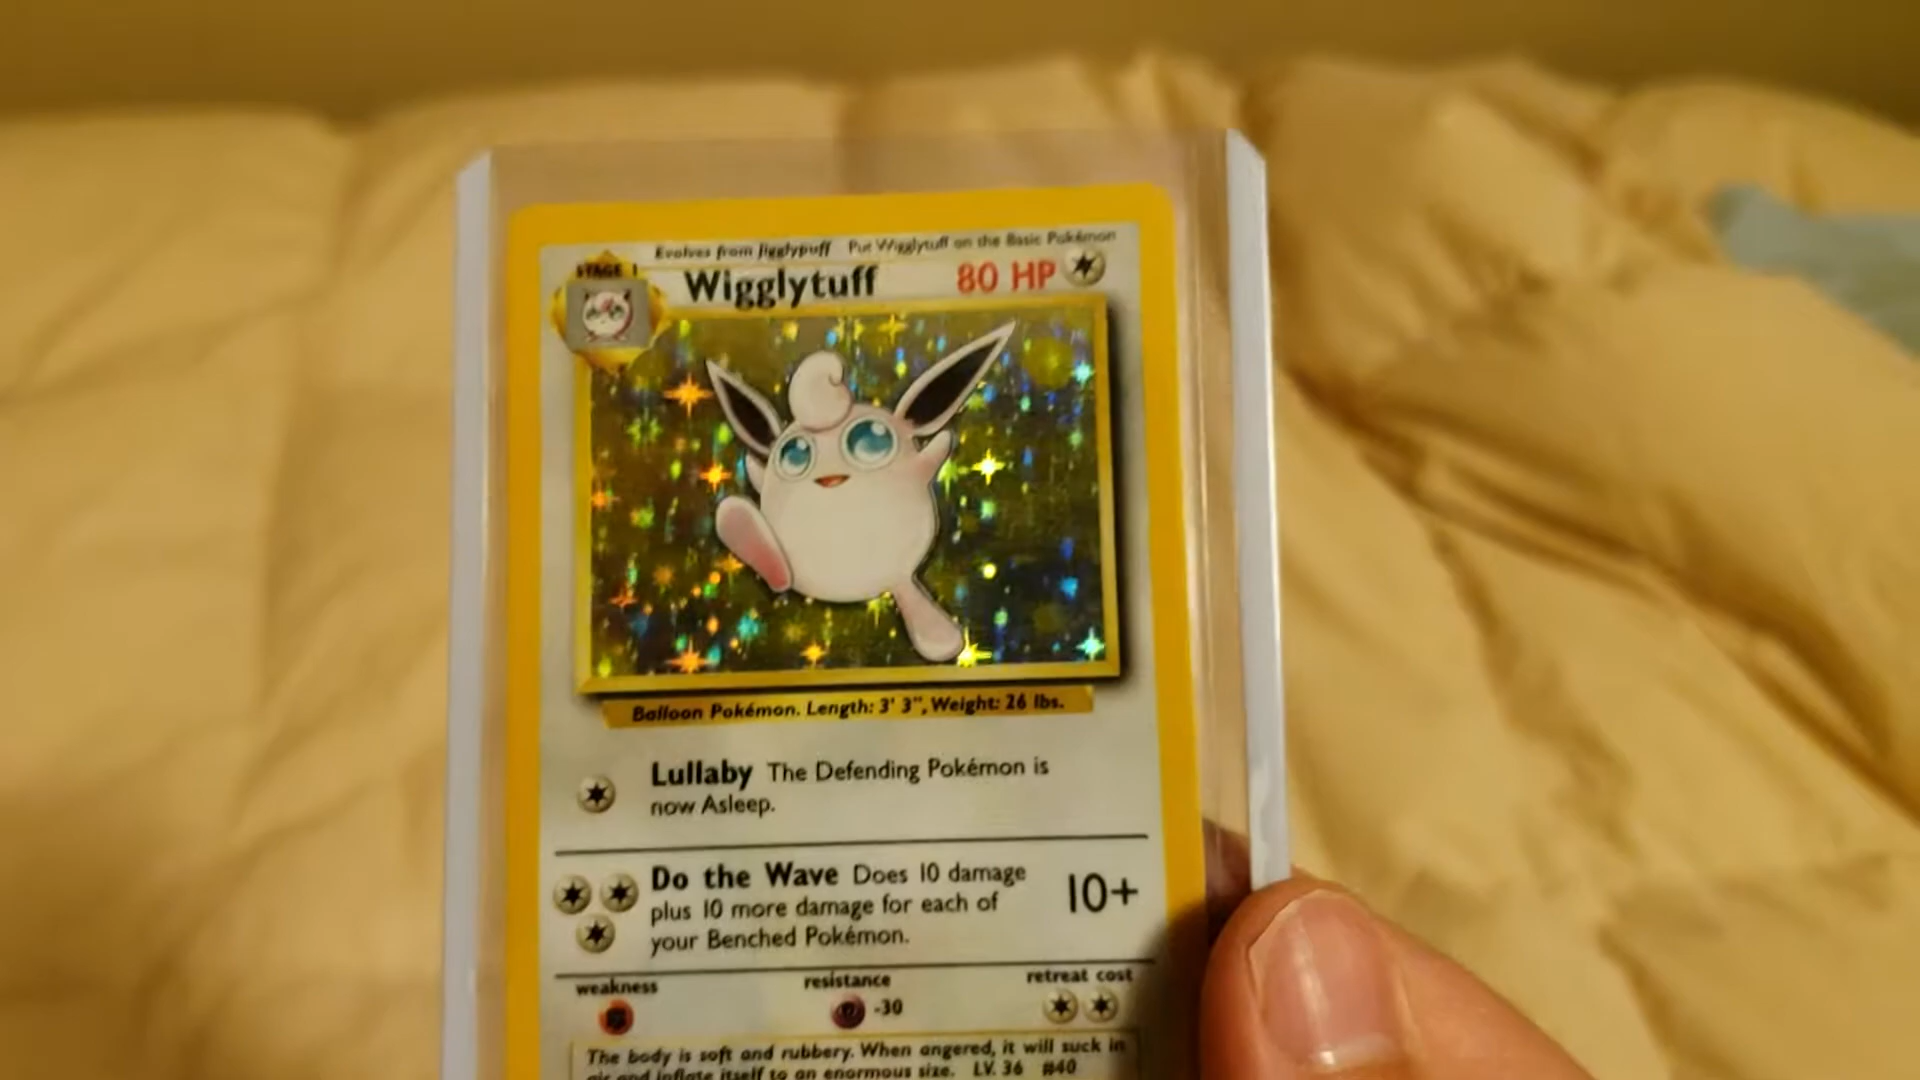 Evolves from Jigglypuff Put Wigglytuff on the Basic Pokémon
STAGE 1
Wigglytuff 80 HP
Balloon Pokémon. Length: 3' 3", Weight: 26 lbs.
Lullaby The Defending Pokémon is
now Asleep.
Do the Wave Does 10 damage
plus 10 more damage for each of
your Benched Pokémon.
10+
weakness resistance retreat cost
-30
The body is soft and rubbery. When angered, it will suck in
air and inflate itself to an enormous size. LV. 36 #40